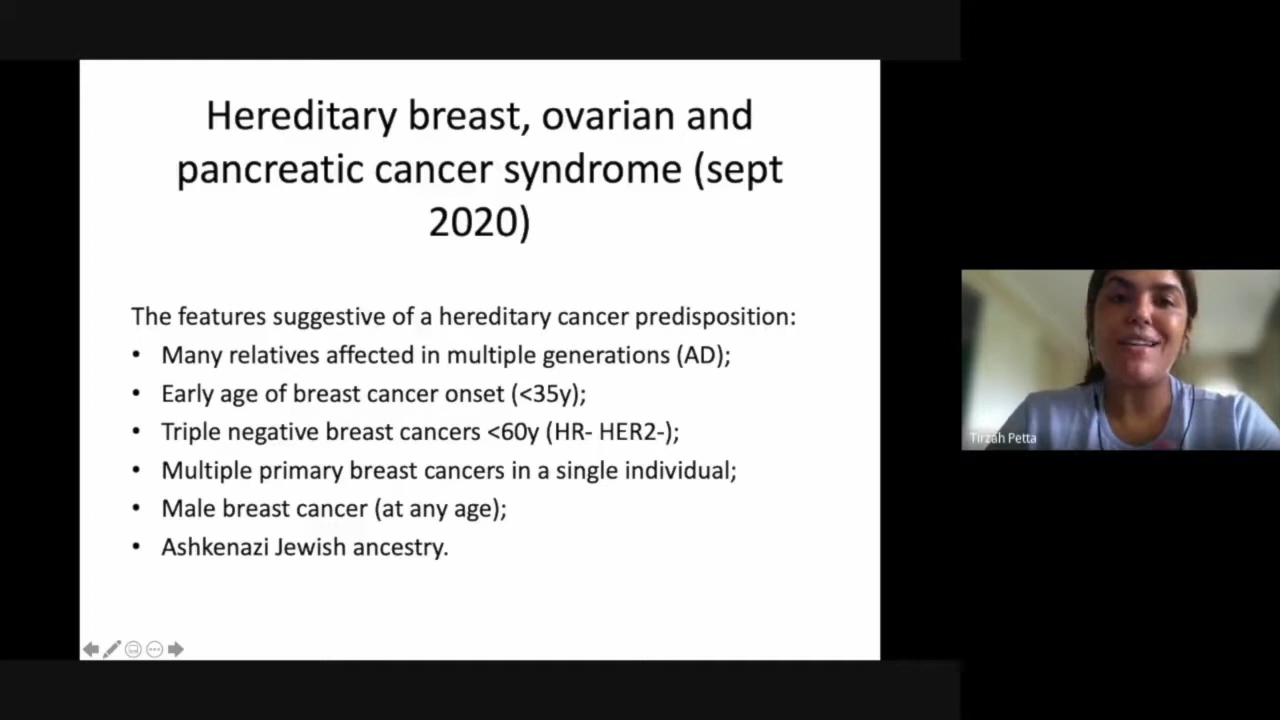 Hereditary breast, ovarian and
pancreatic cancer syndrome (sept
2020)
The features suggestive of a hereditary cancer predisposition:
• Many relatives affected in multiple generations (AD);
• Early age of breast cancer onset (<35y);
• Triple negative breast cancers <60y (HR- HER2-);
• Multiple primary breast cancers in a single individual;
• Male breast cancer (at any age);
• Ashkenazi Jewish ancestry.
Tirzah Petta